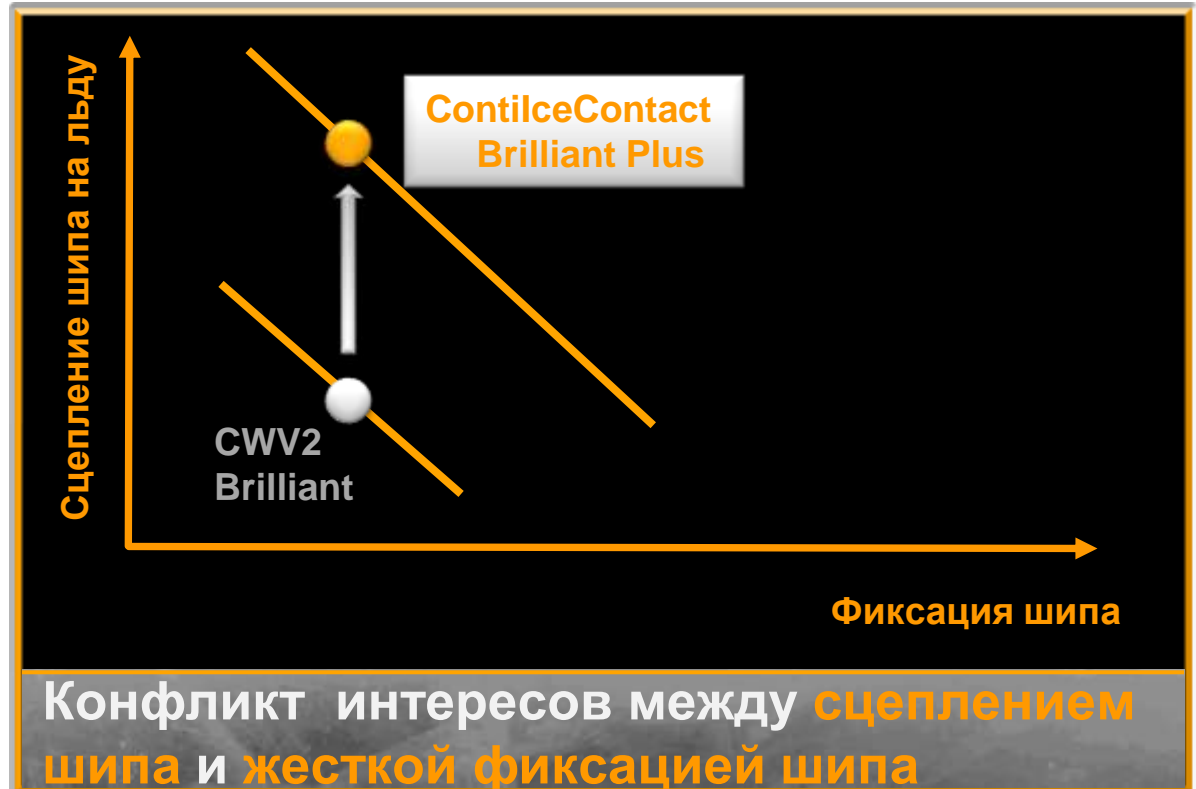 Сцепление шипа на льду
ContiIceContact
Brilliant Plus
CWV2
Brilliant
Фиксация шипа
Конфликт интересов между сцеплением
шипа и жесткой фиксацией шипа